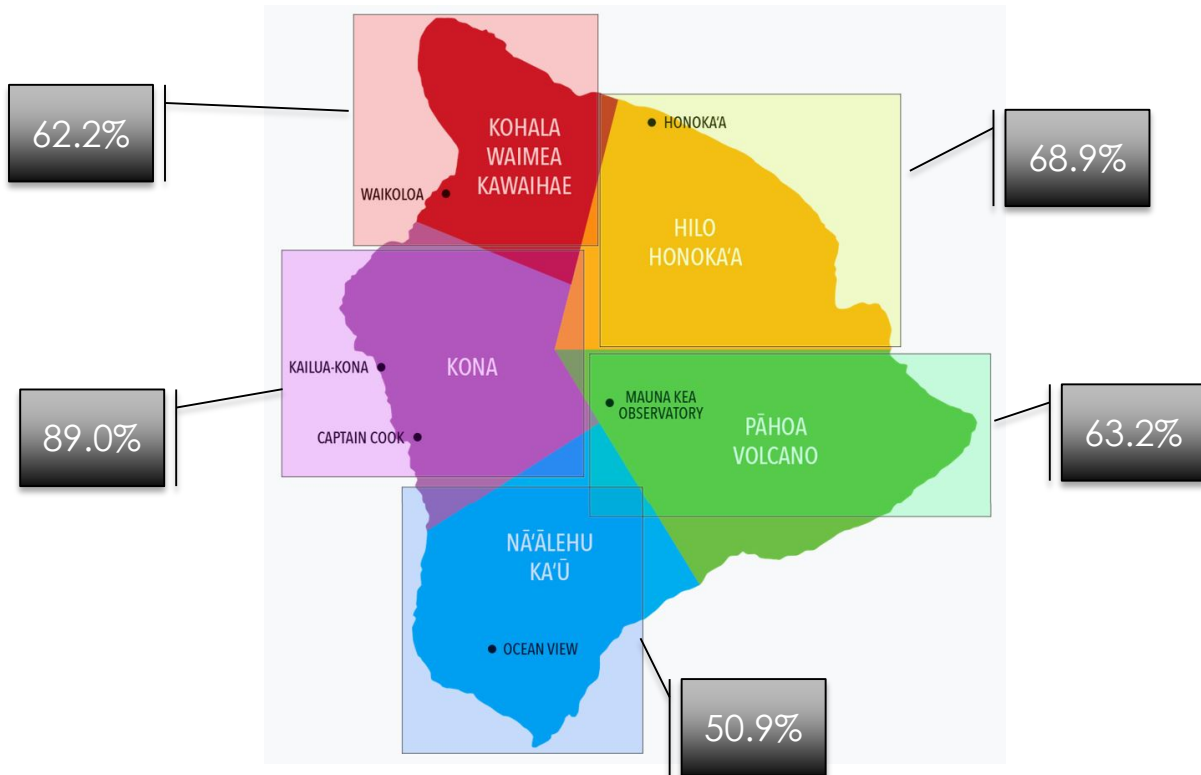 62.2%
KOHALA
WAIMEA
KAWAIHAE
WAIKOLOA
HONOKA‘A
68.9%
HILO
HONOKA‘A
KAILUA-KONA
KONA
CAPTAIN COOK
89.0%
MAUNA KEA
OBSERVATORY
PĀHOA
VOLCANO
63.2%
NĀ‘ĀLEHU
KA‘Ū
OCEAN VIEW
50.9%